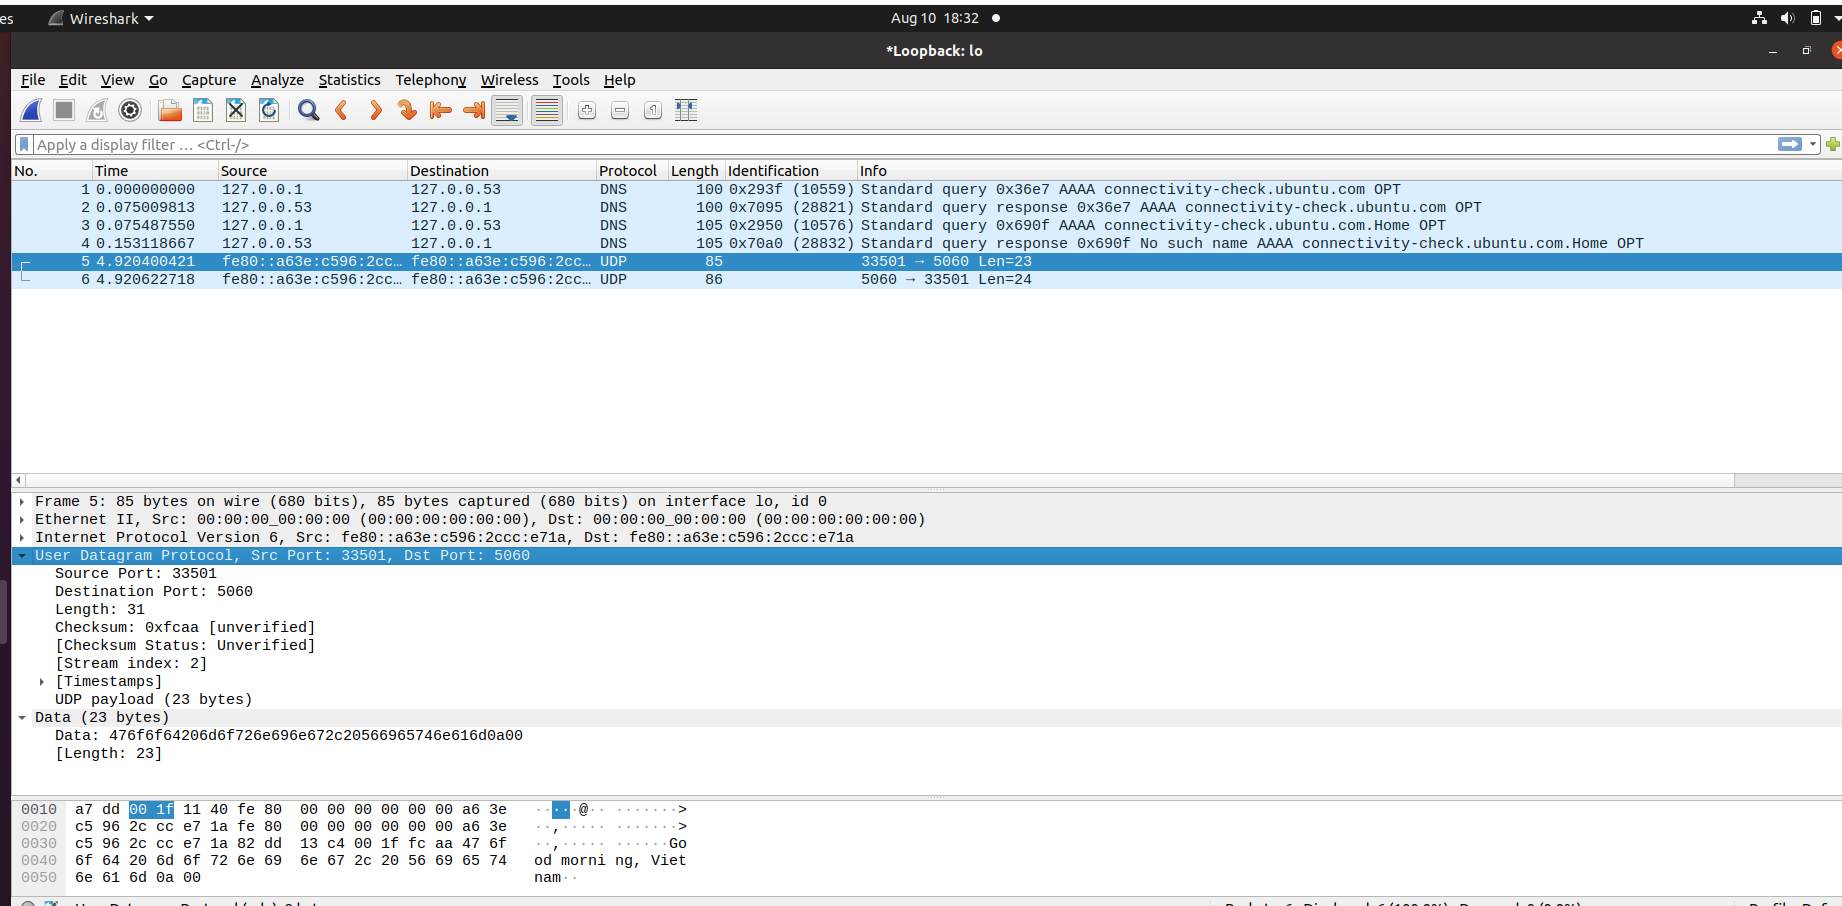 es Wireshark Aug 10 18:32
*Loopback: lo
File Edit View Go Capture Analyze Statistics Telephony Wireless Tools Help
Apply a display filter … <Ctrl-/>
No. Time Source Destination Protocol Length Identification Info
1 0.000000000 127.0.0.1 127.0.0.53 DNS 100 0x293f (10559) Standard query 0x36e7 AAAA connectivity-check.ubuntu.com OPT
2 0.075009813 127.0.0.53 127.0.0.1 DNS 100 0x7095 (28821) Standard query response 0x36e7 AAAA connectivity-check.ubuntu.com OPT
3 0.075487550 127.0.0.1 127.0.0.53 DNS 105 0x2950 (10576) Standard query 0x690f AAAA connectivity-check.ubuntu.com.Home OPT
4 0.153118667 127.0.0.53 127.0.0.1 DNS 105 0x70a0 (28832) Standard query response 0x690f No such name AAAA connectivity-check.ubuntu.com.Home OPT
5 4.920400421 fe80::a63e:c596:2cc… fe80::a63e:c596:2cc… UDP 85 33501 → 5060 Len=23
6 4.920622718 fe80::a63e:c596:2cc… fe80::a63e:c596:2cc… UDP 86 5060 → 33501 Len=24
Frame 5: 85 bytes on wire (680 bits), 85 bytes captured (680 bits) on interface lo, id 0
Ethernet II, Src: 00:00:00_00:00:00 (00:00:00:00:00:00), Dst: 00:00:00_00:00:00 (00:00:00:00:00:00)
Internet Protocol Version 6, Src: fe80::a63e:c596:2ccc:e71a, Dst: fe80::a63e:c596:2ccc:e71a
User Datagram Protocol, Src Port: 33501, Dst Port: 5060
Source Port: 33501
Destination Port: 5060
Length: 31
Checksum: 0xfcaa [unverified]
[Checksum Status: Unverified]
[Stream index: 2]
[Timestamps]
UDP payload (23 bytes)
Data (23 bytes)
Data: 476f6f64206d6f726e696e672c20566965746e616d0a00
[Length: 23]
0010 a7 dd 00 1f 11 40 fe 80 00 00 00 00 00 00 a6 3e ·····@·· ·······>
0020 c5 96 2c cc e7 1a fe 80 00 00 00 00 00 00 a6 3e ··,····· ·······>
0030 c5 96 2c cc e7 1a 82 dd 13 c4 00 1f fc aa 47 6f ··,····· ······Go
0040 6f 64 20 6d 6f 72 6e 69 6e 67 2c 20 56 69 65 74 od morni ng, Viet
0050 6e 61 6d 0a 00 nam··